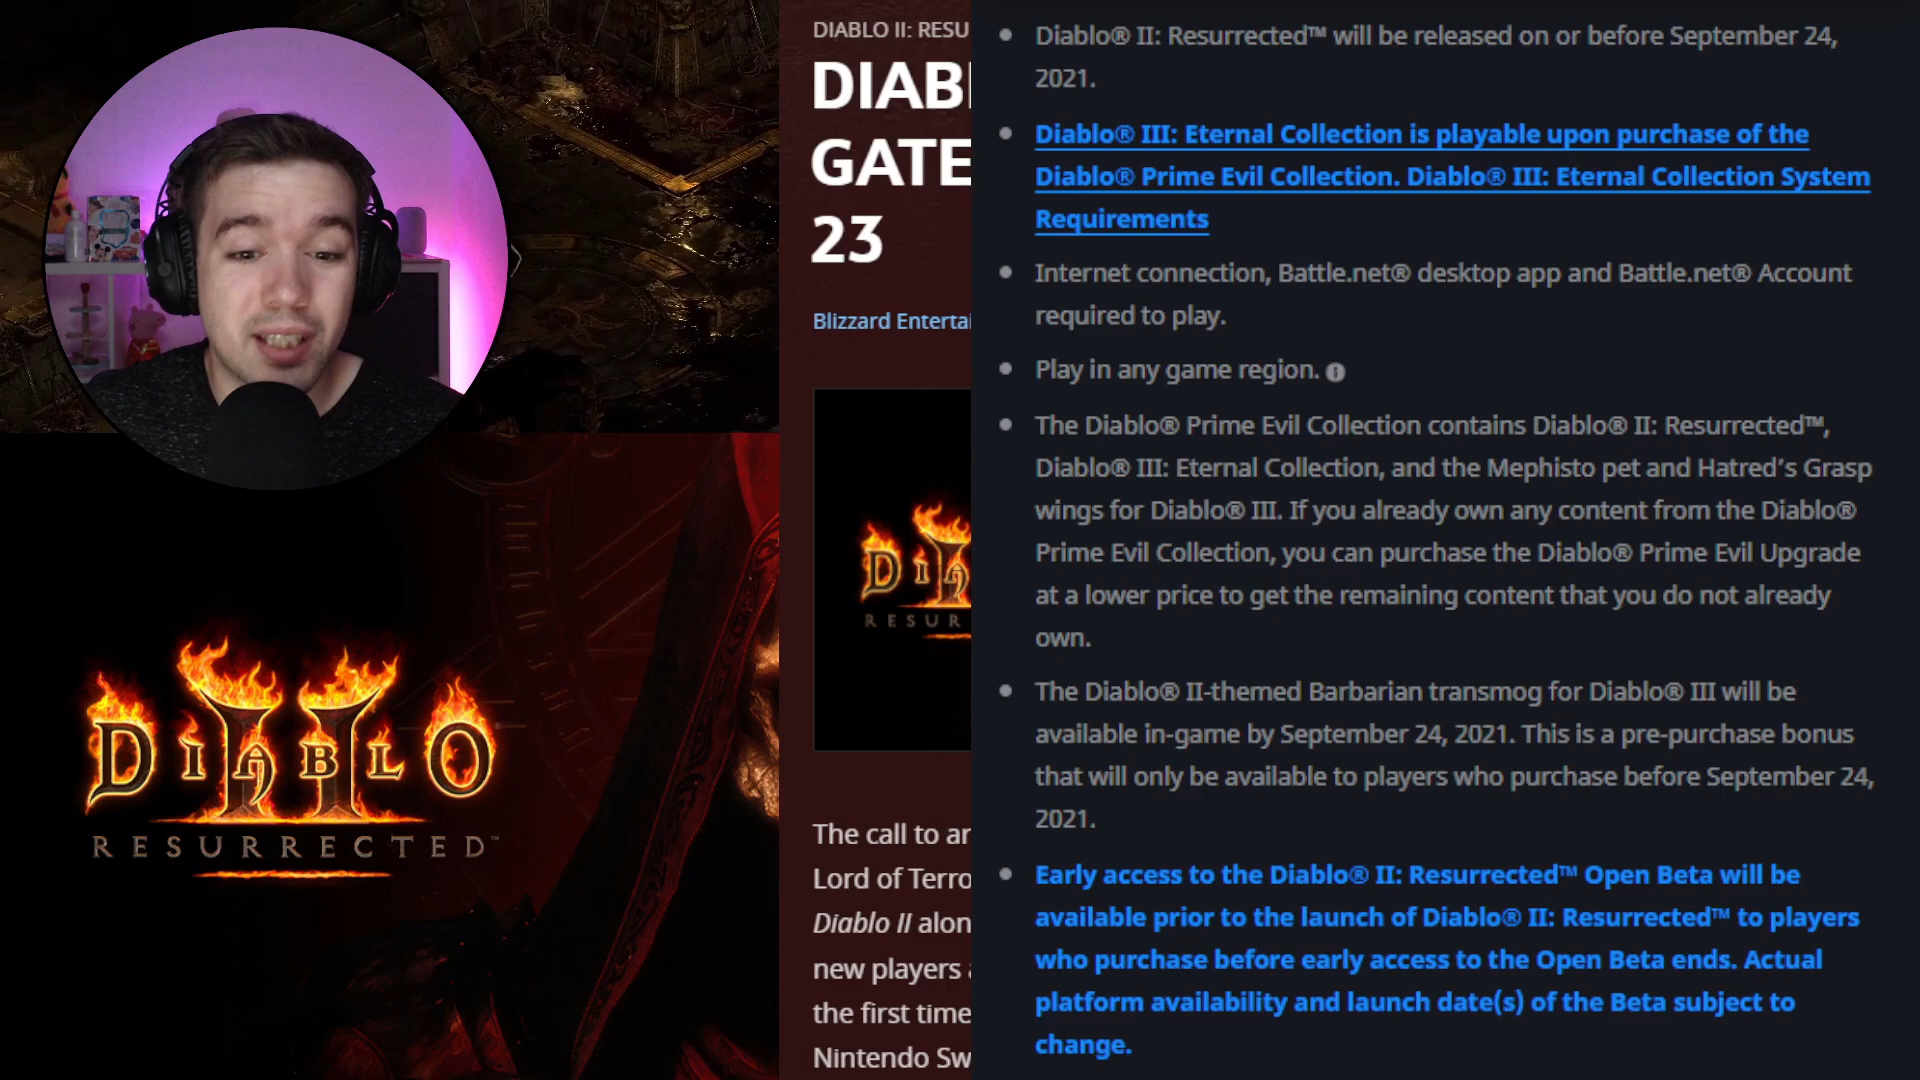 DIABLO II: RESU
DIAB
GATE
23
Blizzard Enterta
DIA
RESUR
The call to ar
Lord of Terro
Diablo II alon
new players
the first time
Nintendo Sw
DIABLO
II
RESURRECTED™
Diablo® II: Resurrected™ will be released on or before September 24,
2021.
Diablo® III: Eternal Collection is playable upon purchase of the
Diablo® Prime Evil Collection. Diablo® III: Eternal Collection System
Requirements
Internet connection, Battle.net® desktop app and Battle.net® Account
required to play.
Play in any game region.
The Diablo® Prime Evil Collection contains Diablo® II: Resurrected™,
Diablo® III: Eternal Collection, and the Mephisto pet and Hatred’s Grasp
wings for Diablo® III. If you already own any content from the Diablo®
Prime Evil Collection, you can purchase the Diablo® Prime Evil Upgrade
at a lower price to get the remaining content that you do not already
own.
The Diablo® II-themed Barbarian transmog for Diablo® III will be
available in-game by September 24, 2021. This is a pre-purchase bonus
that will only be available to players who purchase before September 24,
2021.
Early access to the Diablo® II: Resurrected™ Open Beta will be
available prior to the launch of Diablo® II: Resurrected™ to players
who purchase before early access to the Open Beta ends. Actual
platform availability and launch date(s) of the Beta subject to
change.